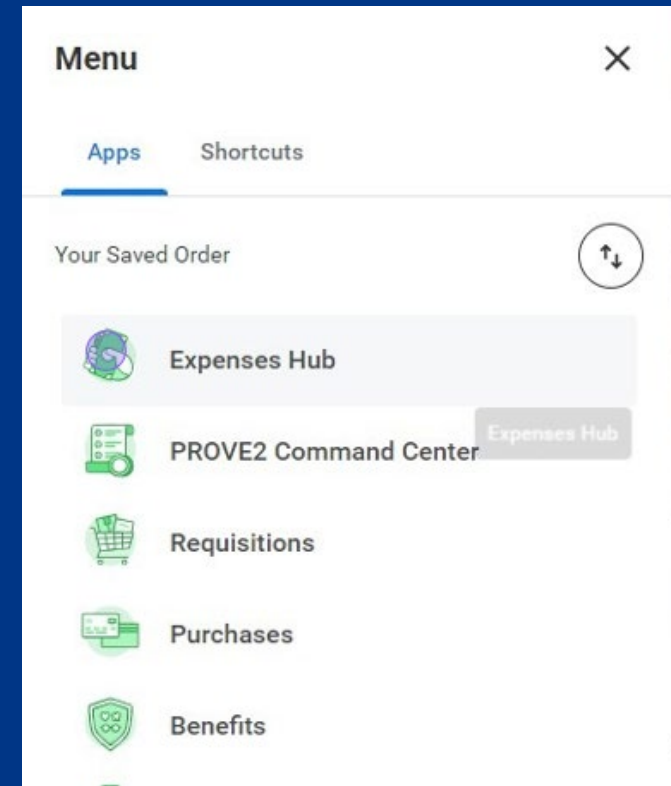 Menu
Apps Shortcuts
Your Saved Order
Expenses Hub
Expenses Hub
PROVE2 Command Center
Requisitions
Purchases
Benefits